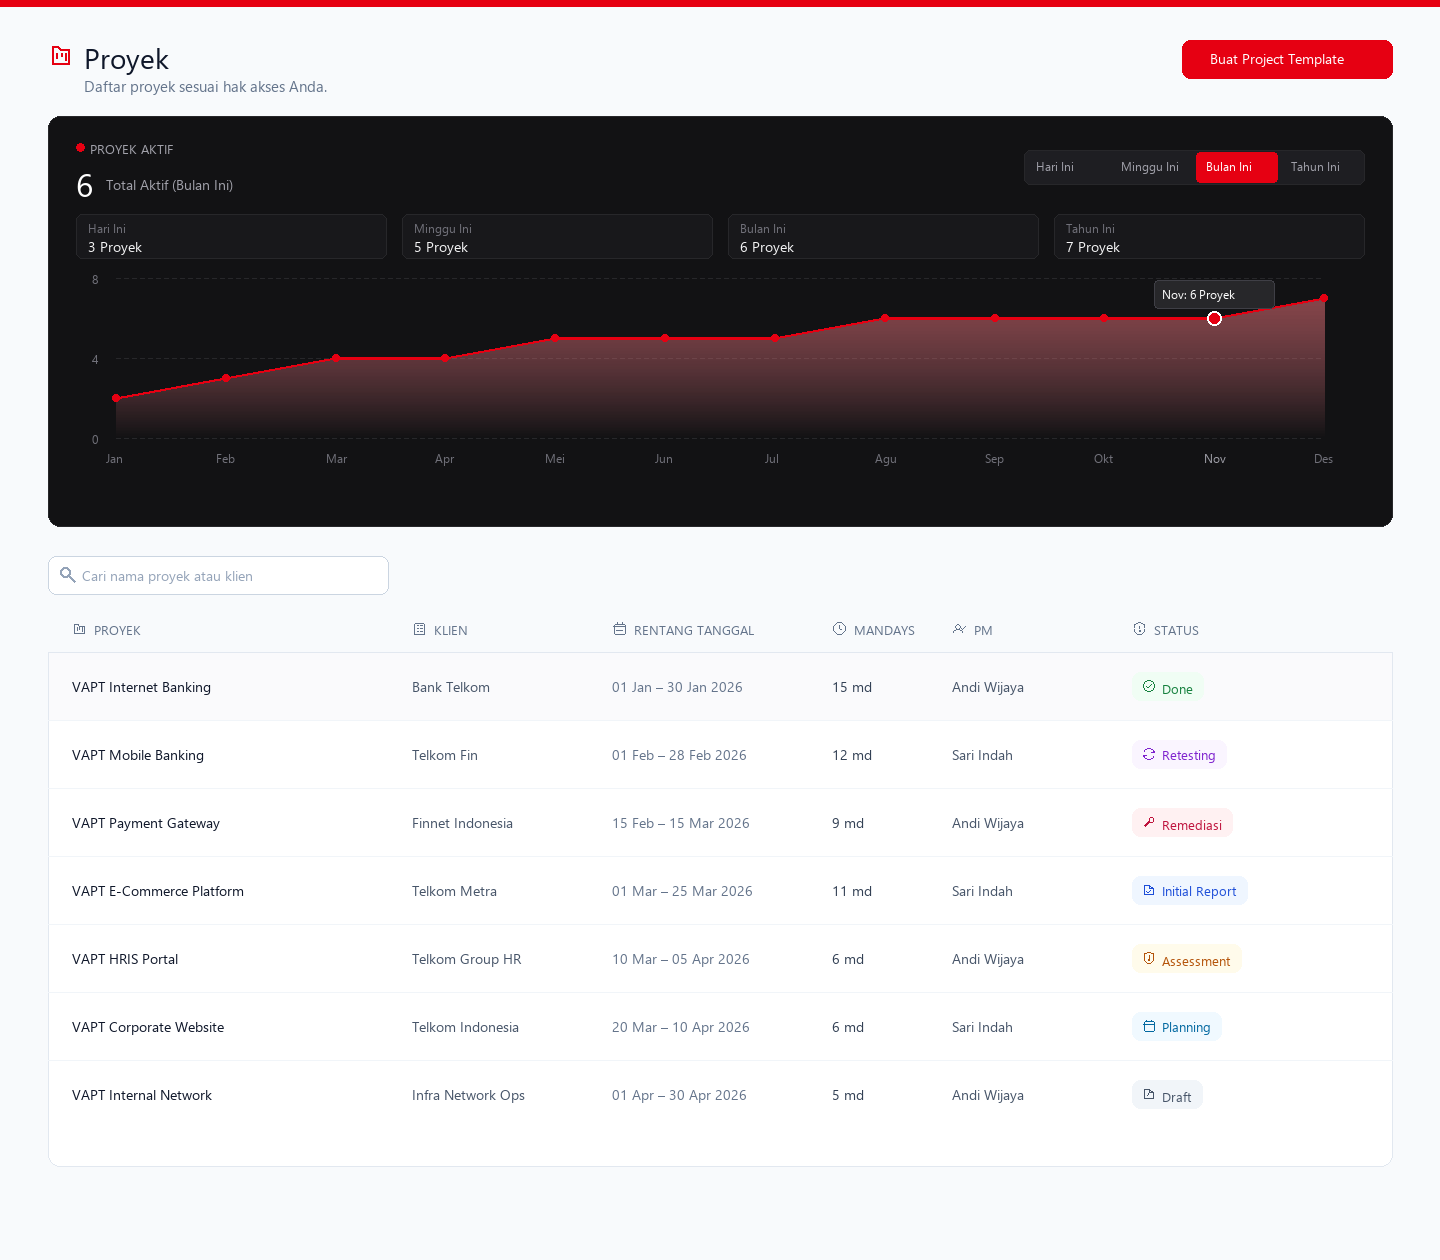 Proyek
Daftar proyek sesuai hak akses Anda.
Buat Project Template
PROYEK AKTIF
6 Total Aktif (Bulan Ini)
Hari Ini Minggu Ini Bulan Ini Tahun Ini
Hari Ini
3 Proyek
Minggu Ini
5 Proyek
Bulan Ini
6 Proyek
Tahun Ini
7 Proyek
8
Nov: 6 Proyek
4
0
Jan Feb Mar Apr Mei Jun Jul Agu Sep Okt Nov Des
Cari nama proyek atau klien
PROYEK KLIEN RENTANG TANGGAL MANDAYS PM STATUS
VAPT Internet Banking Bank Telkom 01 Jan – 30 Jan 2026 15 md Andi Wijaya Done
VAPT Mobile Banking Telkom Fin 01 Feb – 28 Feb 2026 12 md Sari Indah Retesting
VAPT Payment Gateway Finnet Indonesia 15 Feb – 15 Mar 2026 9 md Andi Wijaya Remediasi
VAPT E-Commerce Platform Telkom Metra 01 Mar – 25 Mar 2026 11 md Sari Indah Initial Report
VAPT HRIS Portal Telkom Group HR 10 Mar – 05 Apr 2026 6 md Andi Wijaya Assessment
VAPT Corporate Website Telkom Indonesia 20 Mar – 10 Apr 2026 6 md Sari Indah Planning
VAPT Internal Network Infra Network Ops 01 Apr – 30 Apr 2026 5 md Andi Wijaya Draft